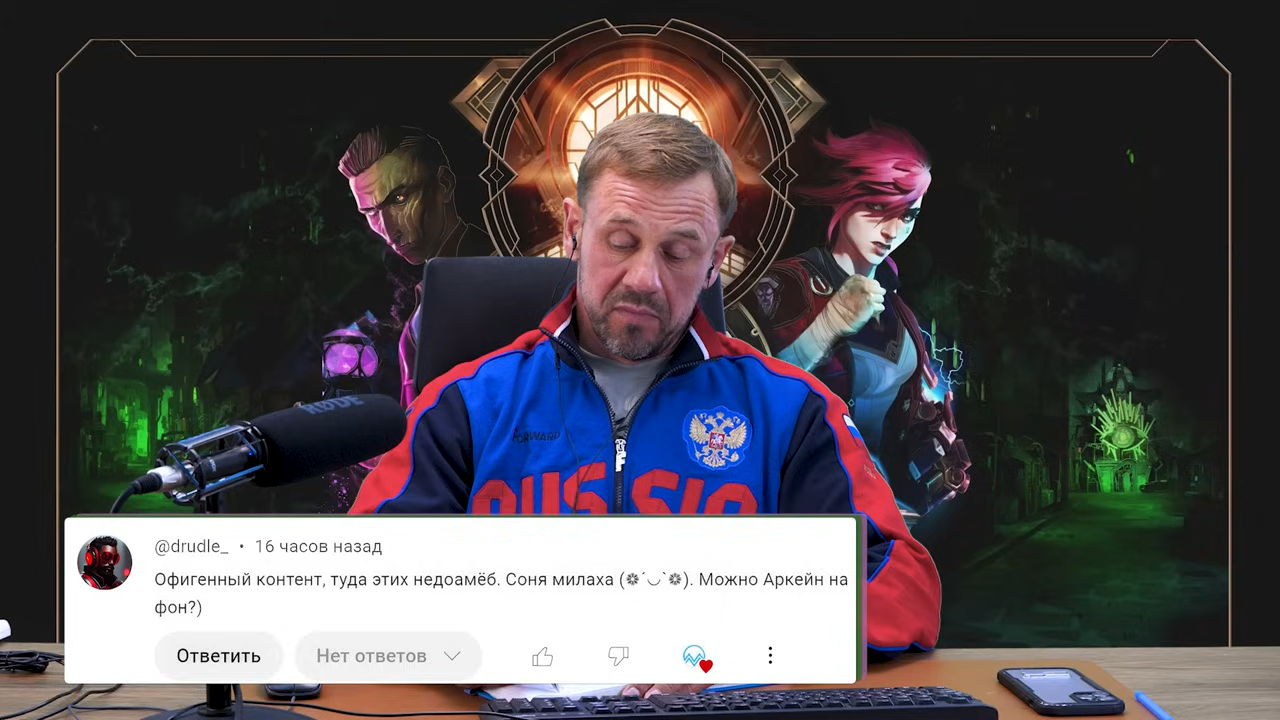 RØDE
FORWARD
RUSSIA
@drudle_ • 16 часов назад
Офигенный контент, туда этих недоамёб. Соня милаха (❁´◡`❁). Можно Аркейн на
фон?)
Ответить
Нет ответов